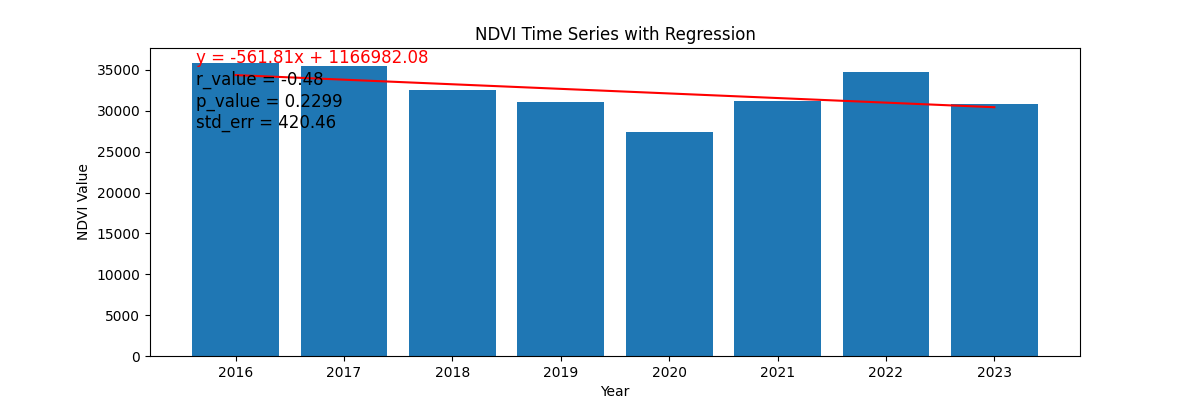 NDVI Time Series with Regression
y = -561.81x + 1166982.08
r_value = -0.48
p_value = 0.2299
std_err = 420.46
NDVI Value
35000
30000
25000
20000
15000
10000
5000
0
2016 2017 2018 2019 2020 2021 2022 2023
Year